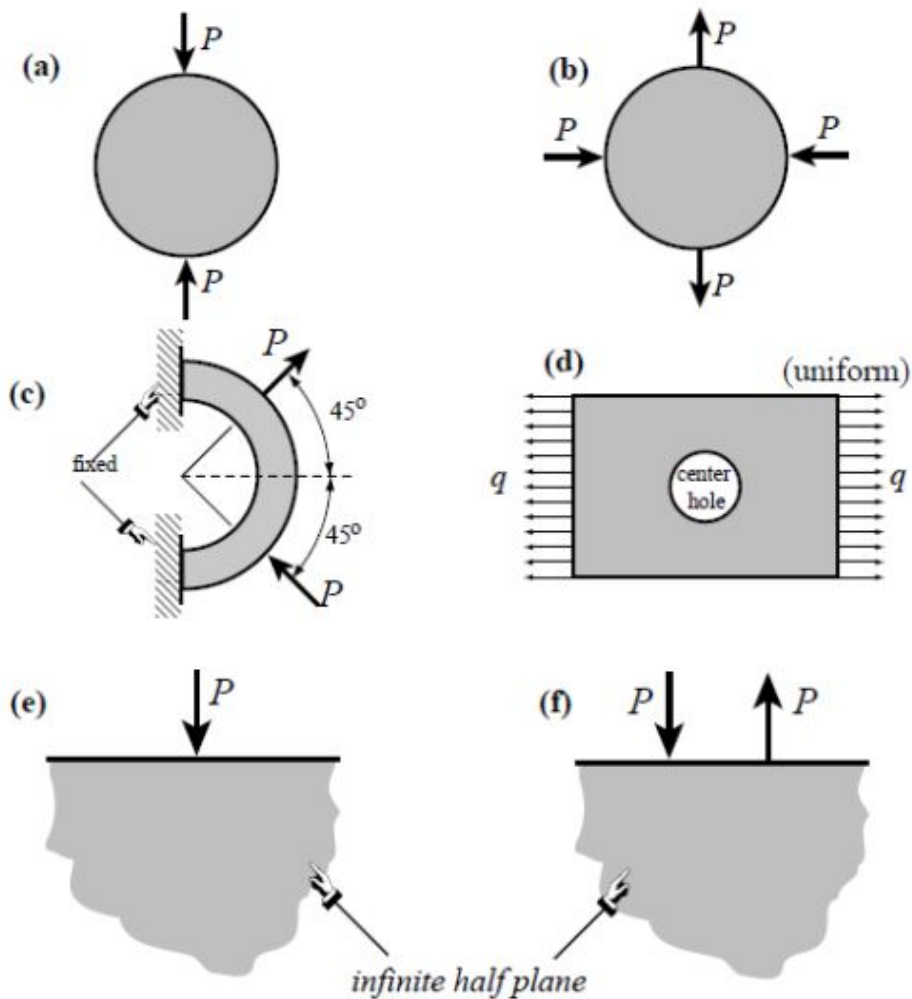 (a)
P
P
(b)
P
P
P
P
(c)
fixed
P
45°
45°
P
(d)
(uniform)
q
center
hole
q
(e)
P
(f)
P
P
infinite half plane